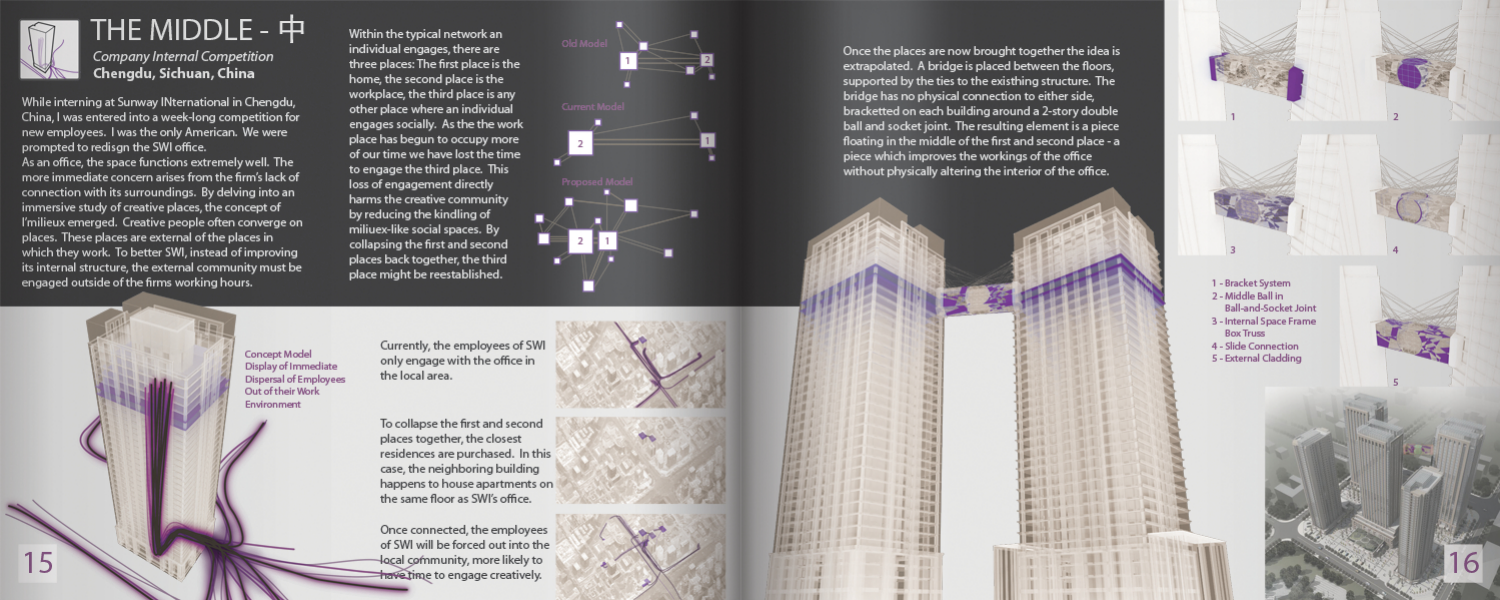 THE MIDDLE - 中
Company Internal Competition
Chengdu, Sichuan, China
While interning at Sunway INternational in Chengdu,
China, I was entered into a week-long competition for
new employees.  I was the only American.  We were
prompted to redisgn the SWI office.
As an office, the space functions extremely well.  The
more immediate concern arises from the firm's lack of
connection with its surroundings.  By delving into an
immersive study of creative places, the concept of
l'milieux emerged.  Creative people often converge on
places.  These places are external of the places in
which they work.  To better SWI, instead of improving
its internal structure, the external community must be
engaged outside of the firms working hours.
Within the typical network an
individual engages, there are
three places: The first place is the
home, the second place is the
workplace, the third place is any
other place where an individual
engages socially.  As the the work
place has begun to occupy more
of our time we have lost the time
to engage the third place.  This
loss of engagement directly
harms the creative community
by reducing the kindling of
miliuex-like social spaces.  By
collapsing the first and second
places back together, the third
place might be reestablished.
Old Model
1
2
Current Model
2
1
Proposed Model
2
1
Concept Model
Display of Immediate
Dispersal of Employees
Out of their Work
Environment
Currently, the employees of SWI
only engage with the office in
the local area.
To collapse the first and second
places together, the closest
residences are purchased.  In this
case, the neighboring building
happens to house apartments on
the same floor as SWI's office.
Once connected, the employees
of SWI will be forced out into the
local community, more likely to
have time to engage creatively.
15
Once the places are now brought together the idea is
extrapolated.  A bridge is placed between the floors,
supported by the ties to the existhing structure.  The
bridge has no physical connection to either side,
bracketted on each building around a 2-story double
ball and socket joint.  The resulting element is a piece
floating in the middle of the first and second place - a
piece which improves the workings of the office
without physically altering the interior of the office.
1
2
3
4
1 - Bracket System
2 - Middle Ball in
Ball-and-Socket Joint
3 - Internal Space Frame
Box Truss
4 - Slide Connection
5 - External Cladding
5
16